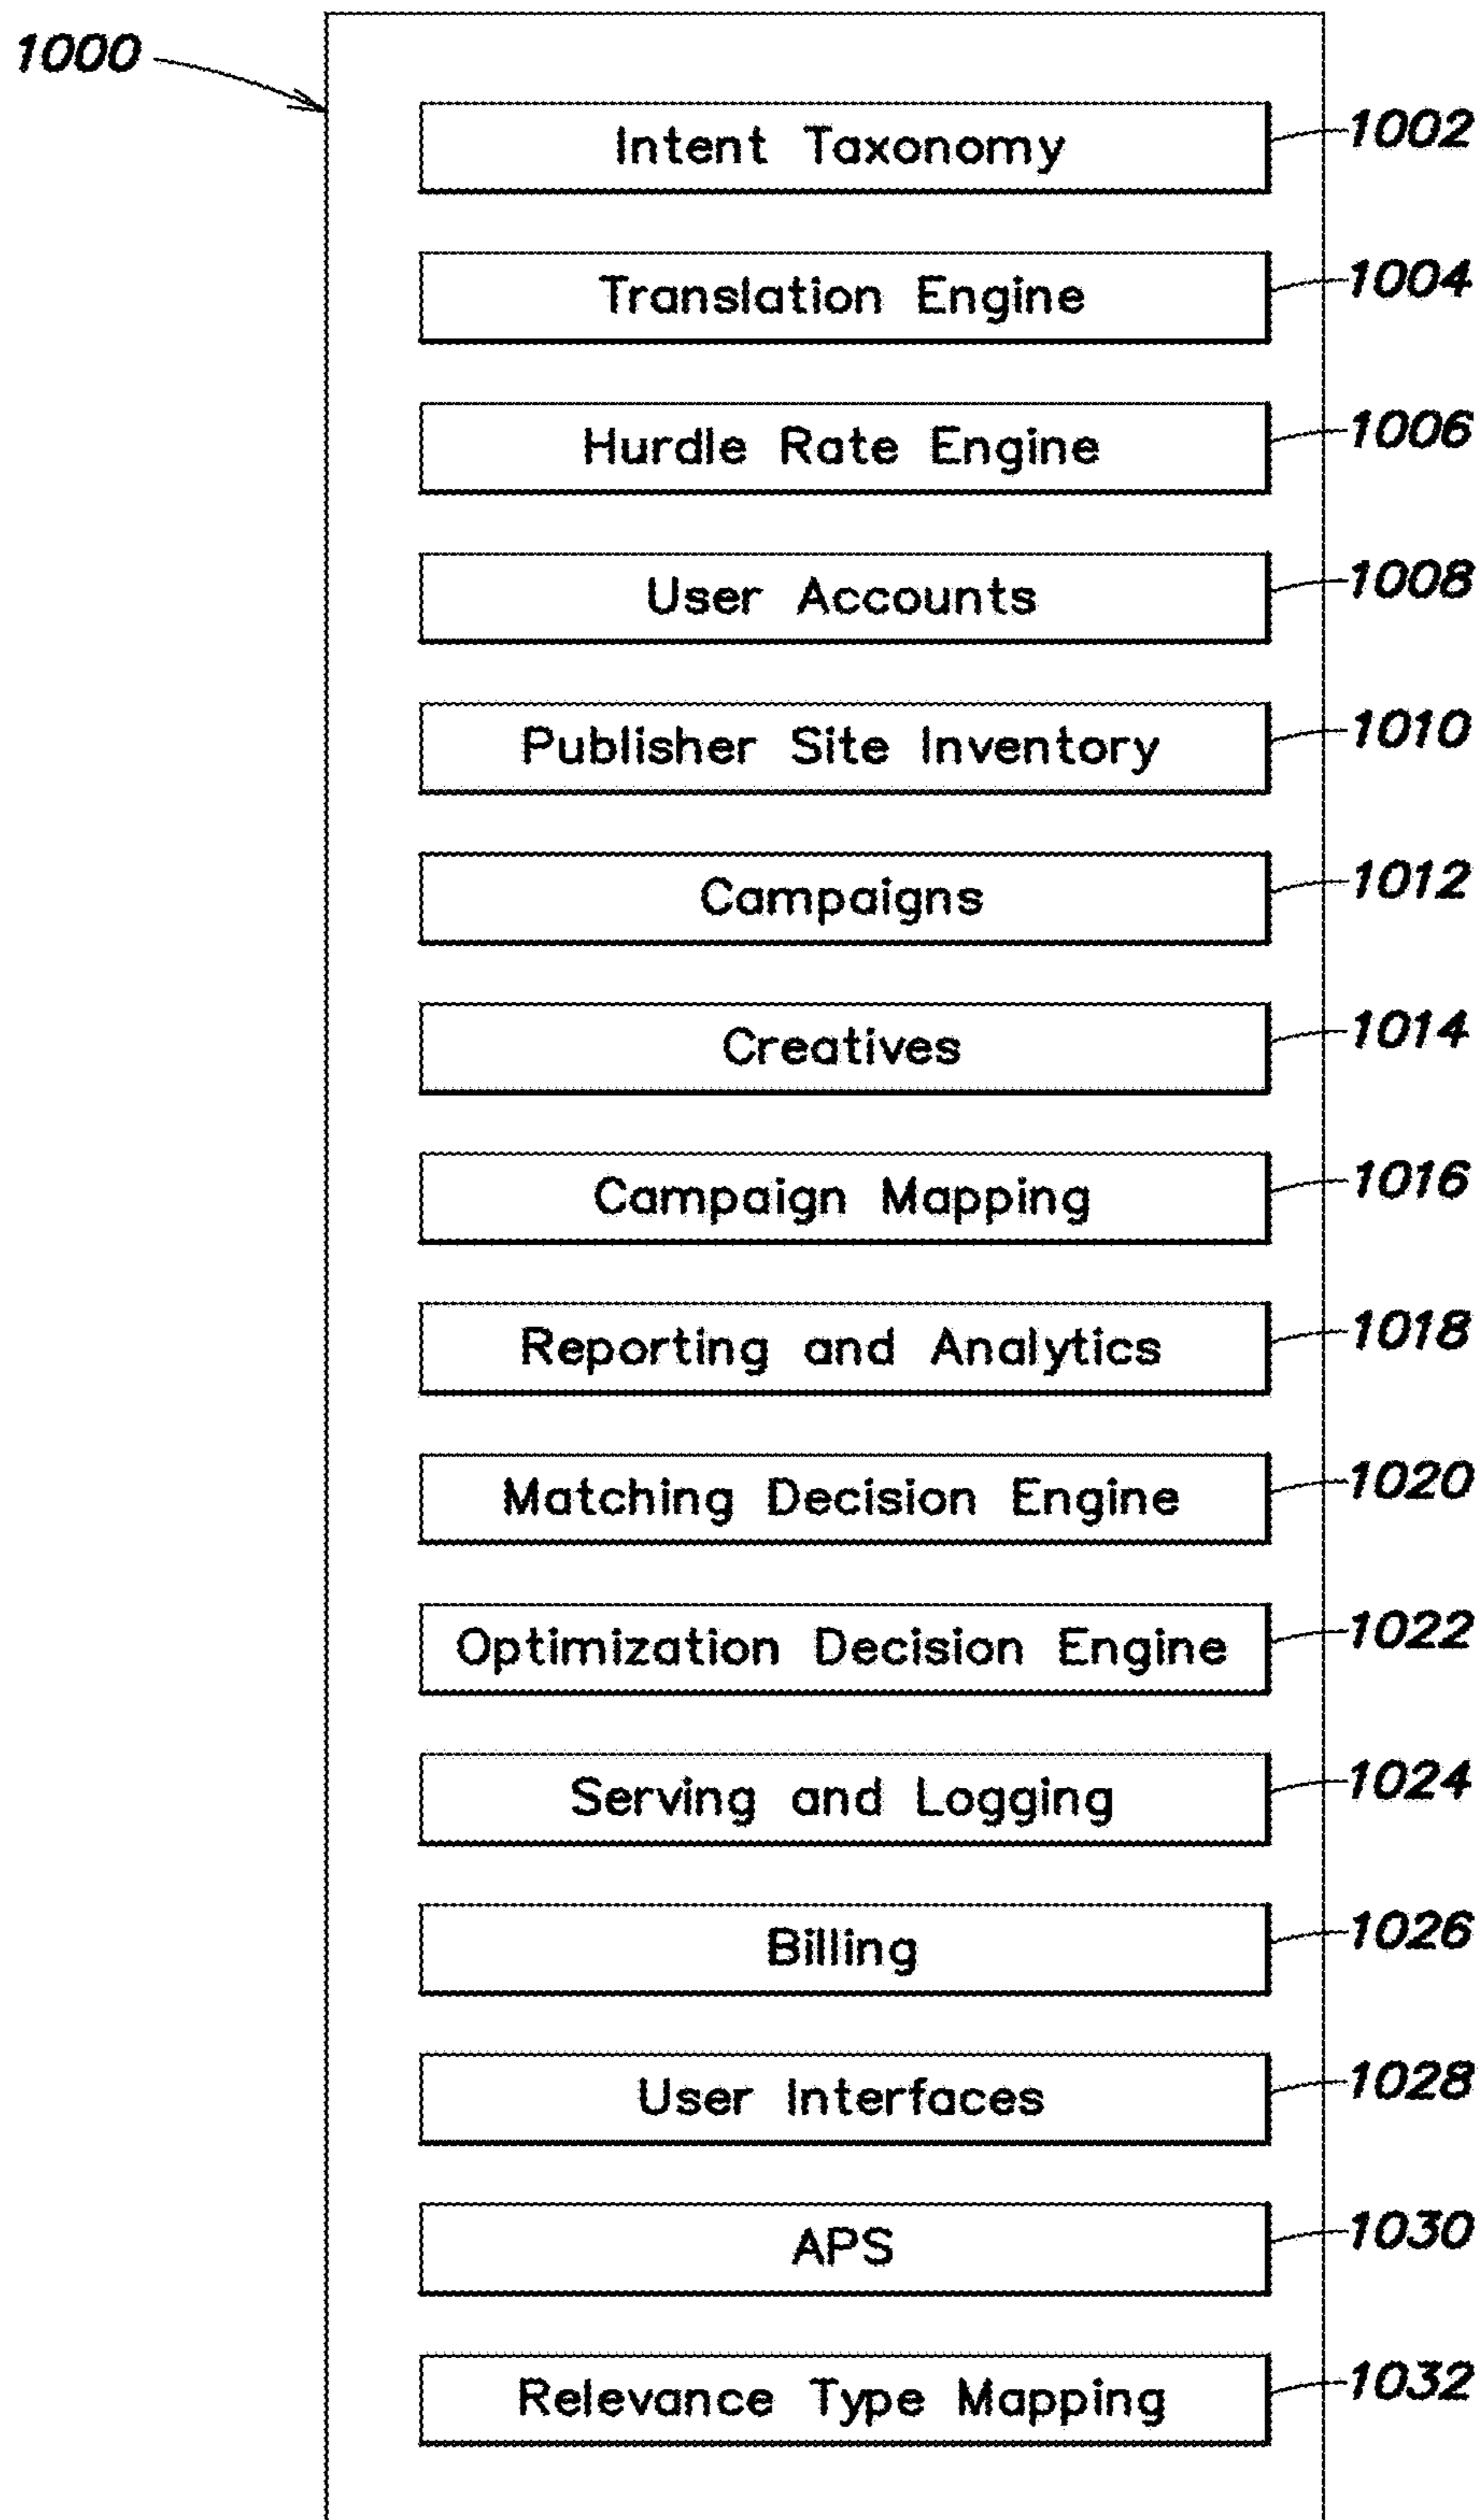 1000
Intent Taxonomy 1002
Translation Engine 1004
Hurdle Rate Engine 1006
User Accounts 1008
Publisher Site Inventory 1010
Campaigns 1012
Creatives 1014
Campaign Mapping 1016
Reporting and Analytics 1018
Matching Decision Engine 1020
Optimization Decision Engine 1022
Serving and Logging 1024
Billing 1026
User Interfaces 1028
APS 1030
Relevance Type Mapping 1032